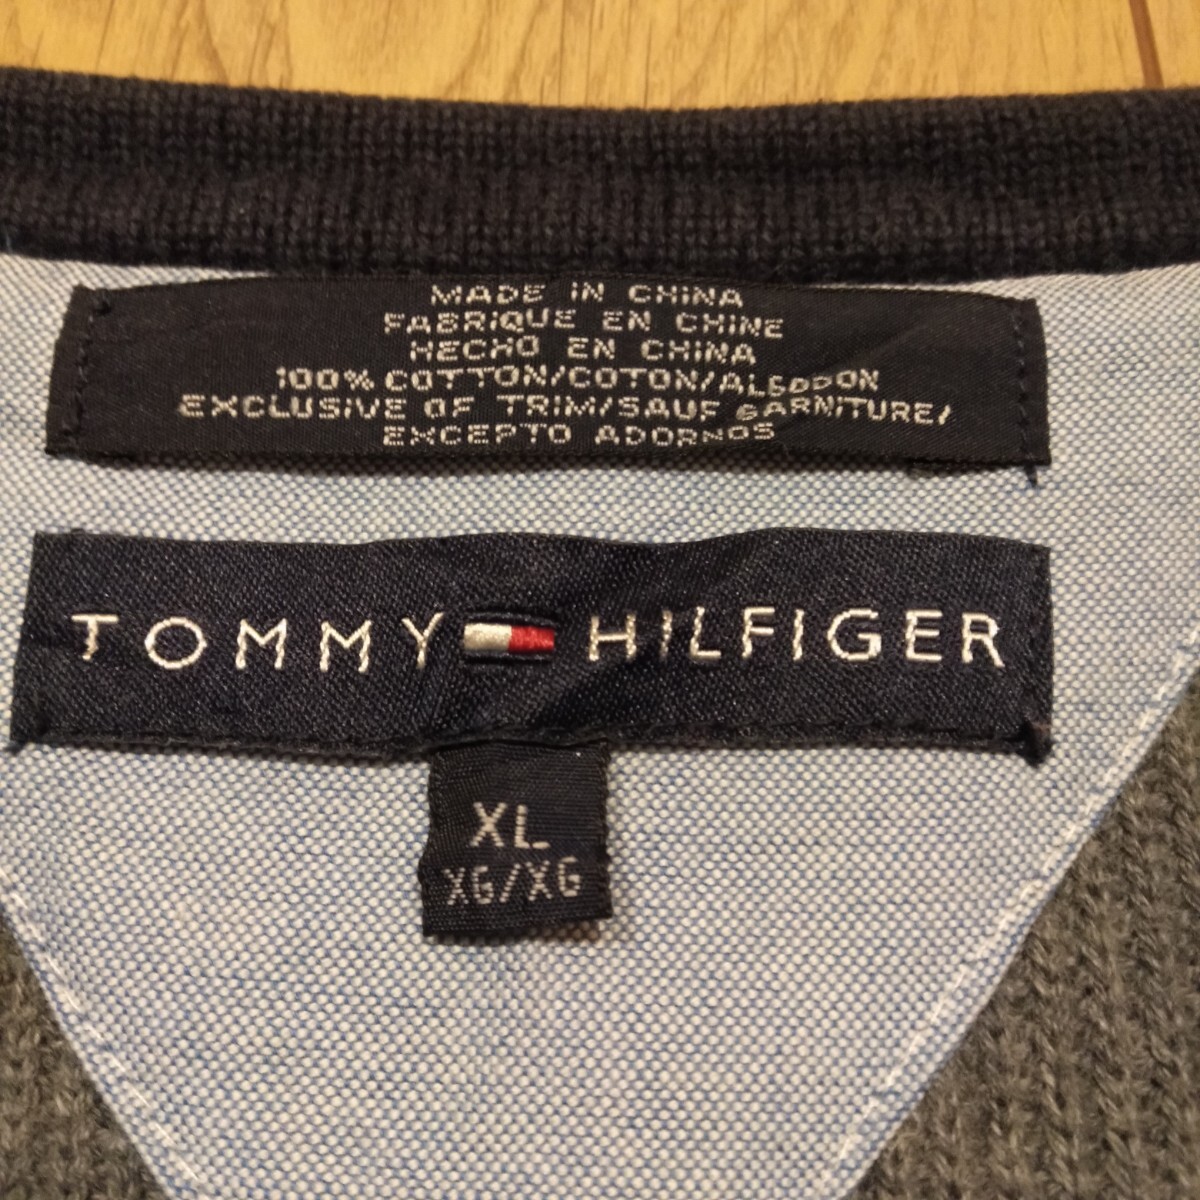 MADE IN CHINA
FABRIQUE EN CHINE
HECHO EN CHINA
100% COTTON/COTON/ALGODON
EXCLUSIVE OF TRIM/SAUF GARNITURE/
EXCEPTO ADORNOS
TOMMY HILFIGER
XL
XG/XG